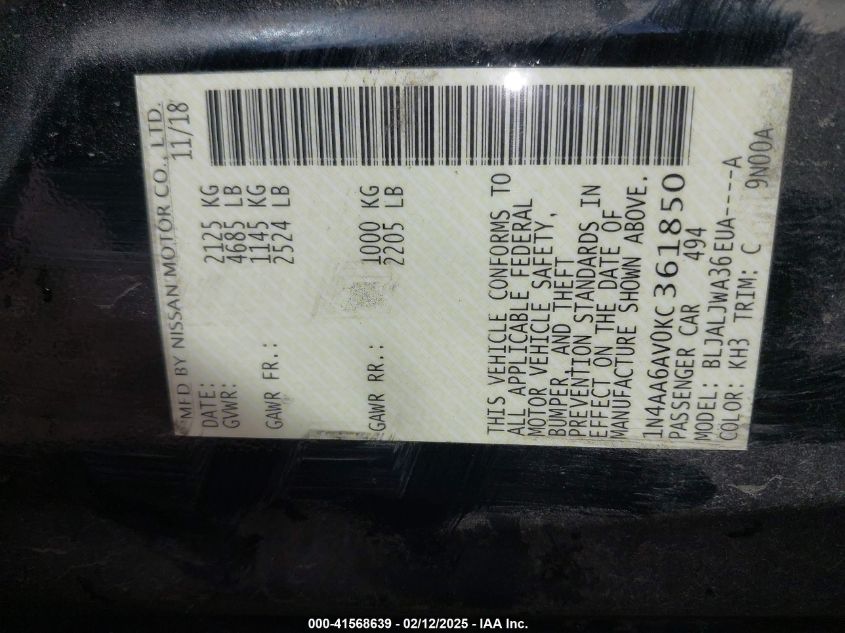 MFD BY NISSAN MOTOR CO., LTD.
DATE: 11/18
GVWR: 2125 KG
4685 LB
GAWR FR.: 1145 KG
2524 LB
GAWR RR.: 1000 KG
2205 LB
THIS VEHICLE CONFORMS TO
ALL APPLICABLE FEDERAL
MOTOR VEHICLE SAFETY,
BUMPER, AND THEFT
PREVENTION STANDARDS IN
EFFECT ON THE DATE OF
MANUFACTURE SHOWN ABOVE.
1N4AA6AV0KC361850
PASSENGER CAR 494
MODEL: BLJALJWA36EUA----A
COLOR: KH3 TRIM: C 9N00A
000-41568639 - 02/12/2025 - IAA Inc.